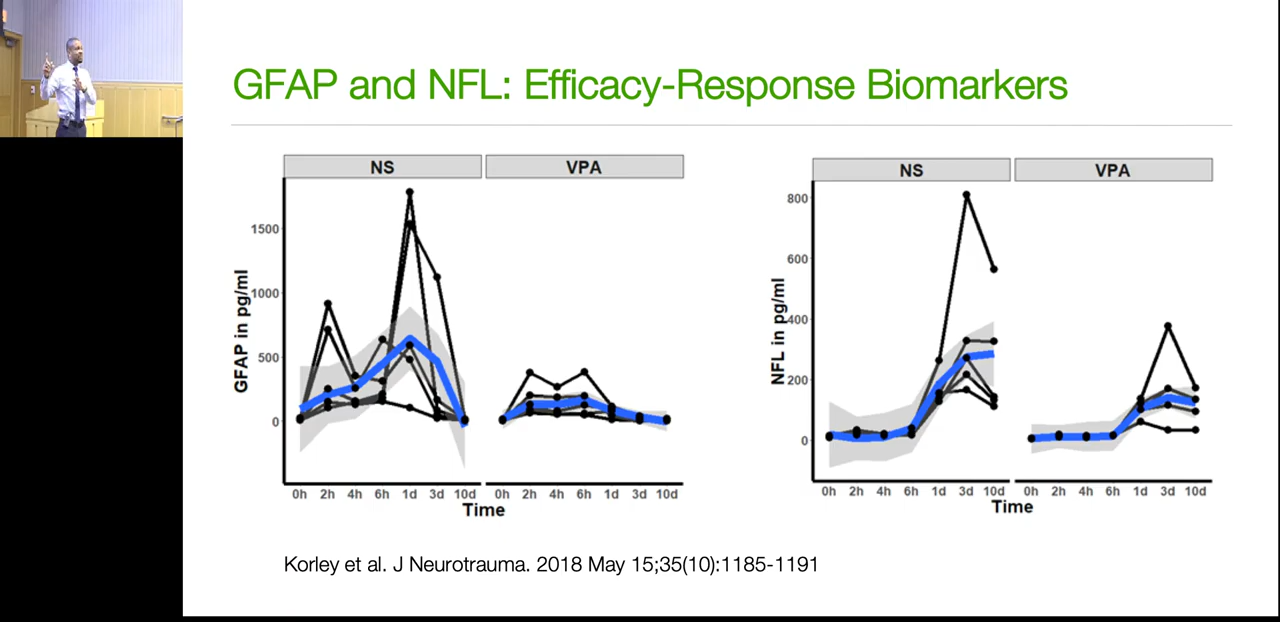 GFAP and NFL: Efficacy-Response Biomarkers
NS VPA
GFAP in pg/ml
1500
1000
500
0
0h 2h 4h 6h 1d 3d 10d 0h 2h 4h 6h 1d 3d 10d
Time
NS VPA
NFL in pg/ml
800
600
400
200
0
0h 2h 4h 6h 1d 3d 10d 0h 2h 4h 6h 1d 3d 10d
Time
Korley et al. J Neurotrauma. 2018 May 15;35(10):1185-1191